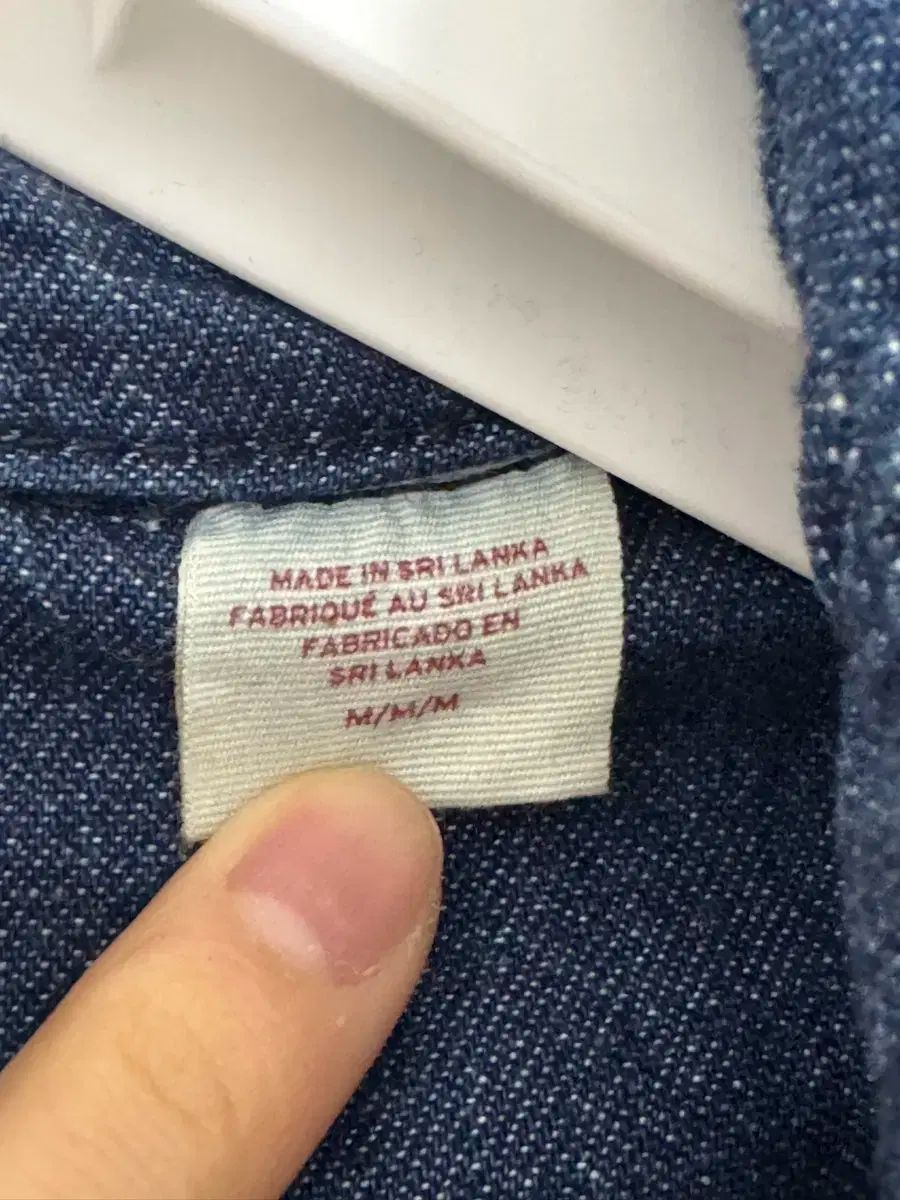 MADE IN SRI LANKA
FABRIQUÉ AU SRI LANKA
FABRICADO EN
SRI LANKA
M/M/M